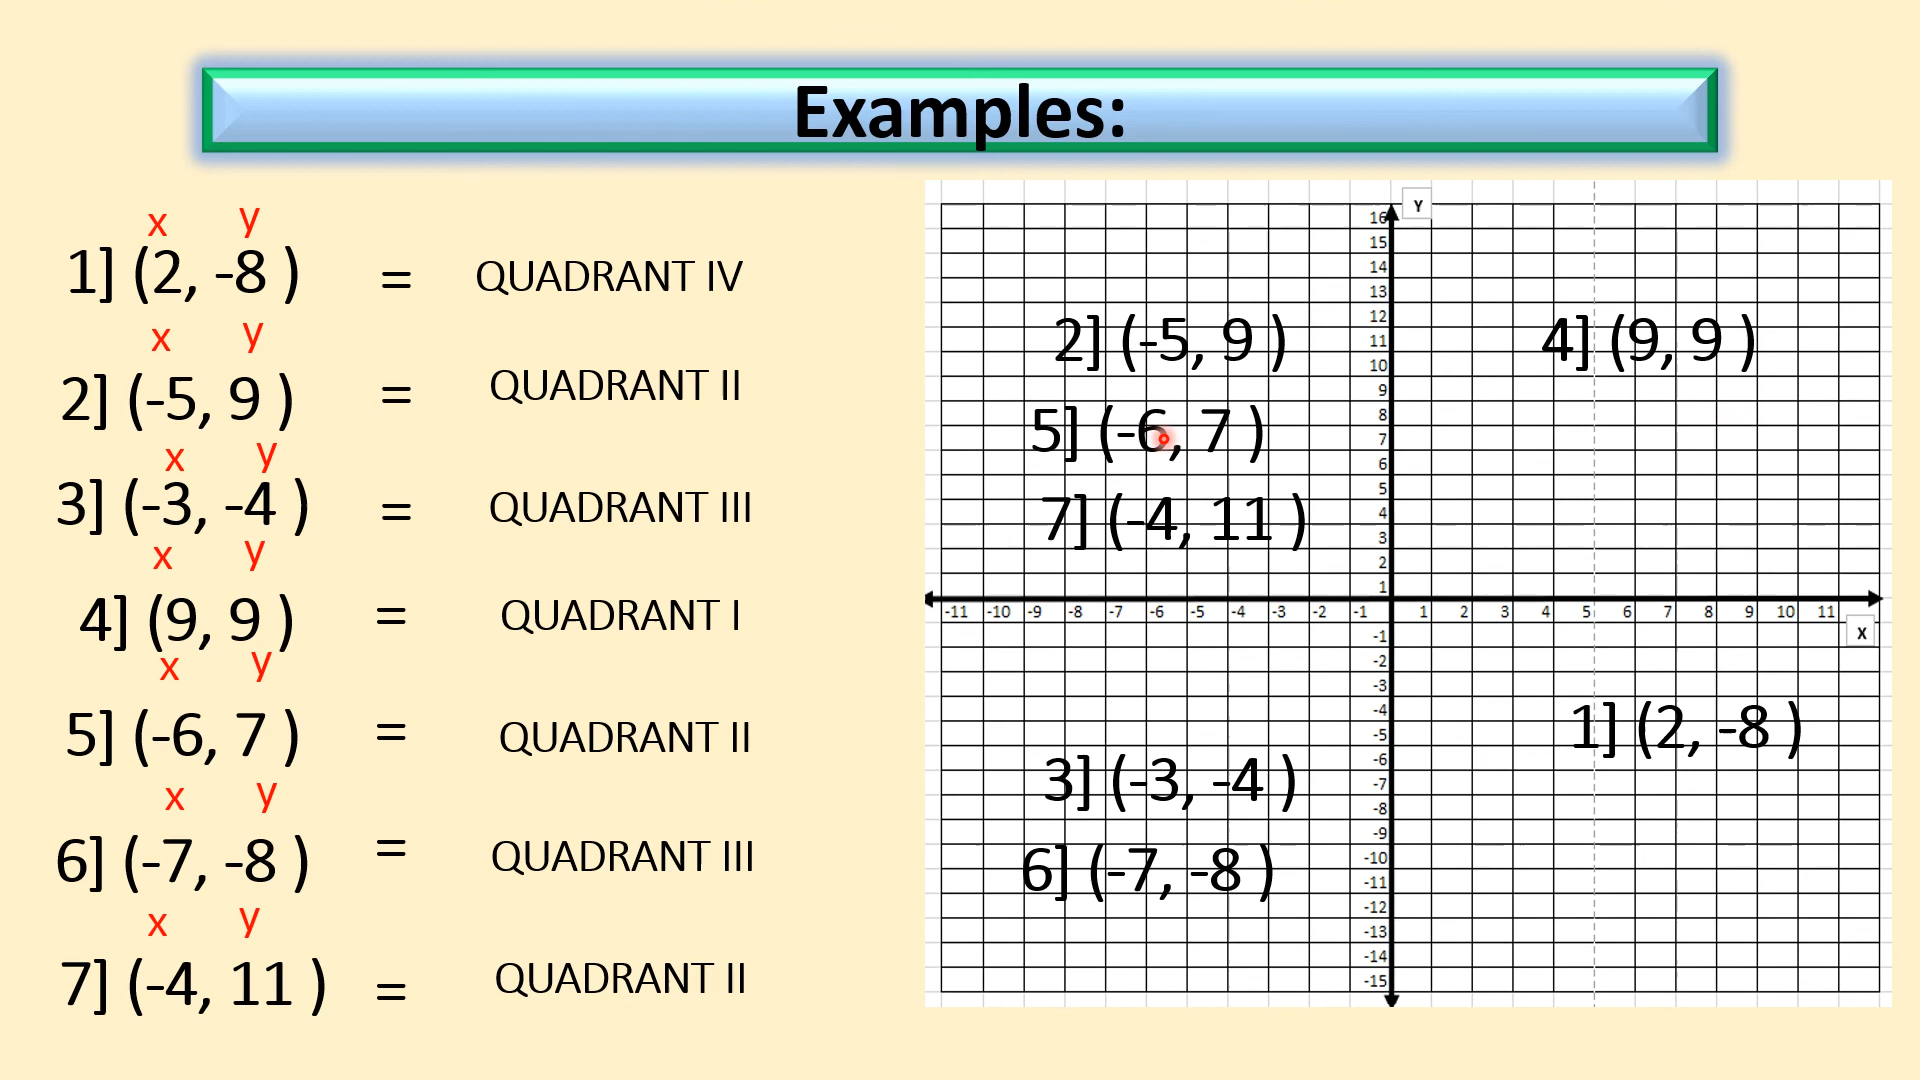 Examples:
x y
1] (2, -8 ) = QUADRANT IV
x y
2] (-5, 9 ) = QUADRANT II
x y
3] (-3, -4 ) = QUADRANT III
x y
4] (9, 9 ) = QUADRANT I
x y
5] (-6, 7 ) = QUADRANT II
x y
6] (-7, -8 ) = QUADRANT III
x y
7] (-4, 11 ) = QUADRANT II
Y
16
15
14
13
12
11
10
9
8
7
6
5
4
3
2
1
2] (-5, 9 )
4] (9, 9 )
5] (-6, 7 )
7] (-4, 11 )
-11 -10 -9 -8 -7 -6 -5 -4 -3 -2 -1 1 2 3 4 5 6 7 8 9 10 11
X
-1
-2
-3
-4
-5
-6
-7
-8
-9
-10
-11
-12
-13
-14
-15
1] (2, -8 )
3] (-3, -4 )
6] (-7, -8 )